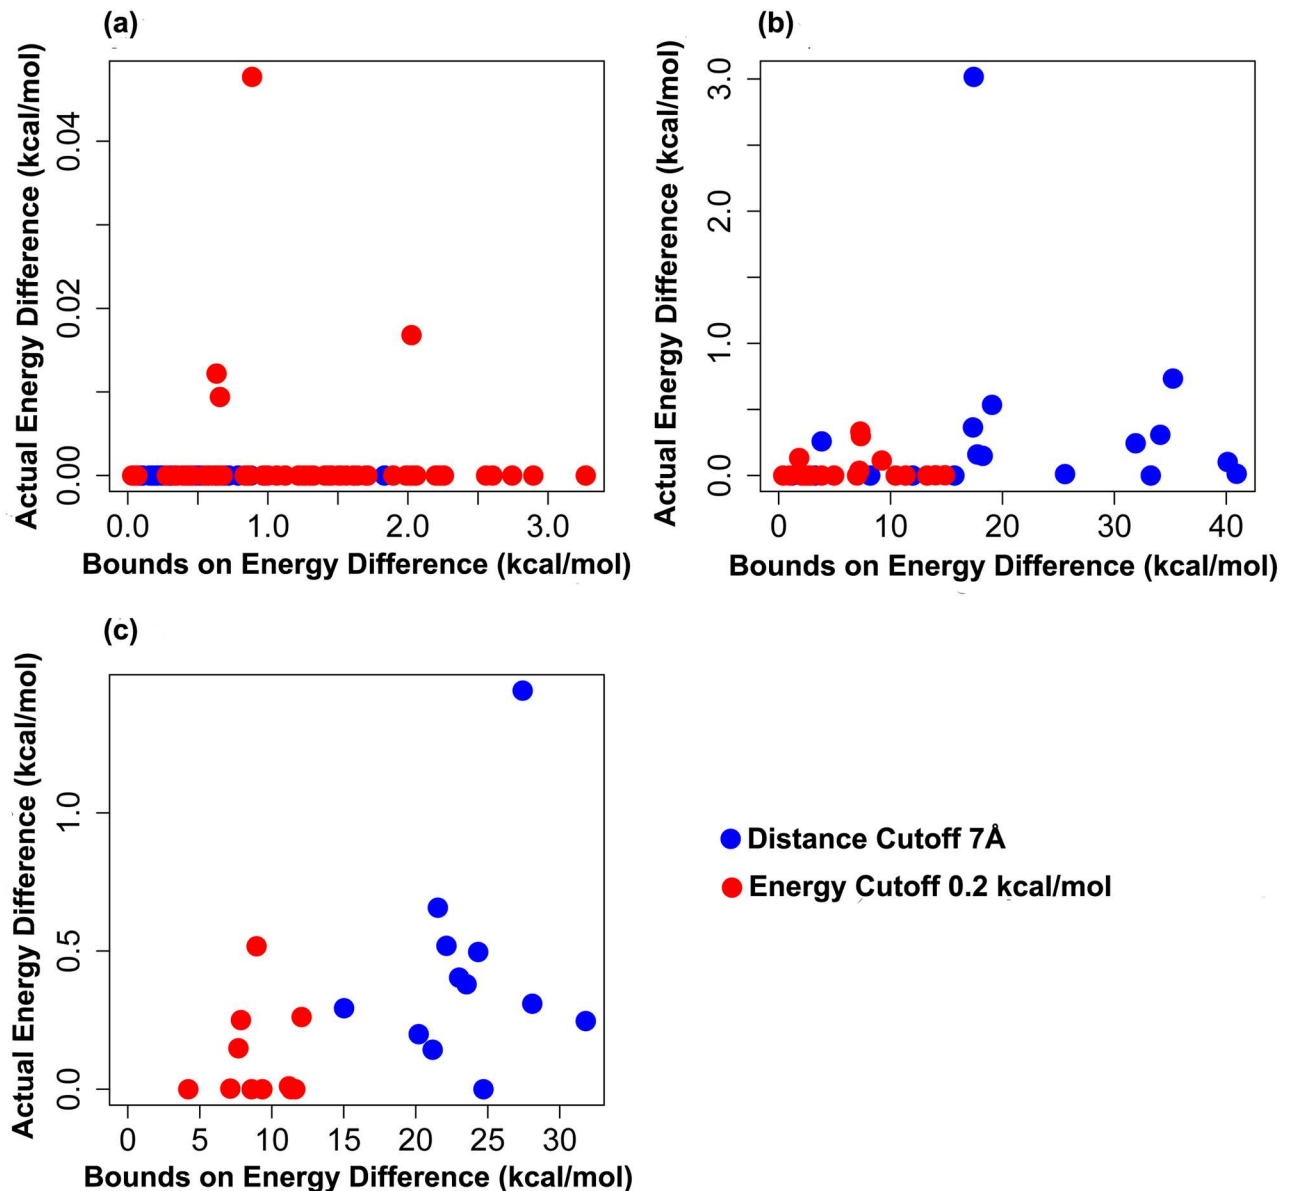 (a)
Actual Energy Difference (kcal/mol)
0.04
0.02
0.00
0.0 1.0 2.0 3.0
Bounds on Energy Difference (kcal/mol)
(b)
Actual Energy Difference (kcal/mol)
3.0
2.0
1.0
0.0
0 10 20 30 40
Bounds on Energy Difference (kcal/mol)
(c)
Actual Energy Difference (kcal/mol)
1.0
0.5
0.0
0 5 10 15 20 25 30
Bounds on Energy Difference (kcal/mol)
Distance Cutoff 7Å
Energy Cutoff 0.2 kcal/mol